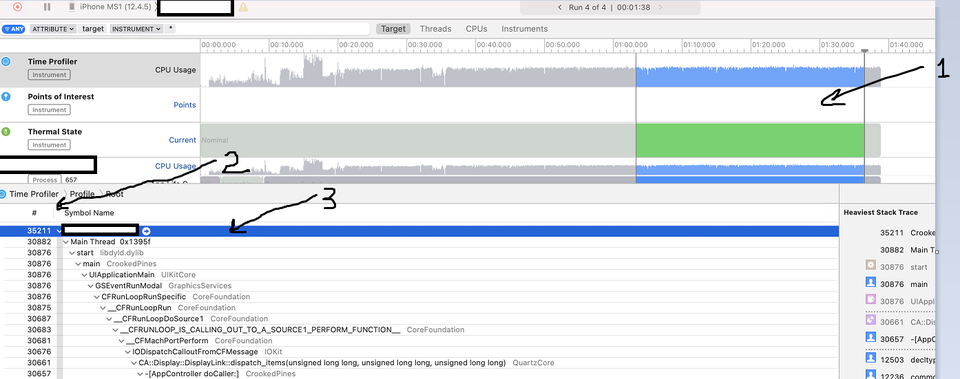 iPhone MS1 (12.4.5)
Run 4 of 4 | 00:01:38
ANY ATTRIBUTE target INSTRUMENT *
Target Threads CPUs Instruments
00:00.000 00:10.000 00:20.000 00:30.000 00:40.000 00:50.000 01:00.000 01:10.000 01:20.000 01:30.000 01:40.000
Time Profiler
Instrument
CPU Usage
1
Points of Interest
Instrument
Points
Thermal State
Instrument
Current
Nominal
CPU Usage
Process 657
2
3
Time Profiler Profile Root
# Symbol Name
Heaviest Stack Trace
35211
30882 Main Thread 0x1395f
30876 start libdyld.dylib
30876 main CrookedPines
30876 UIApplicationMain UIKitCore
30876 GSEventRunModal GraphicsServices
30876 CFRunLoopRunSpecific CoreFoundation
30875 __CFRunLoopRun CoreFoundation
30687 __CFRunLoopDoSource1 CoreFoundation
30683 __CFRUNLOOP_IS_CALLING_OUT_TO_A_SOURCE1_PERFORM_FUNCTION__ CoreFoundation
30681 __CFMachPortPerform CoreFoundation
30676 IODispatchCalloutFromCFMessage IOKit
30661 CA::Display::DisplayLink::dispatch_items(unsigned long long, unsigned long long, unsigned long long) QuartzCore
30657 -[AppController doCaller:] CrookedPines
35211 Crooke
30882 Main T
30876 start
30876 main
30876 UIAppl
30661 CA::Di
30657 -[AppC
12503 decltyp
12236 commo